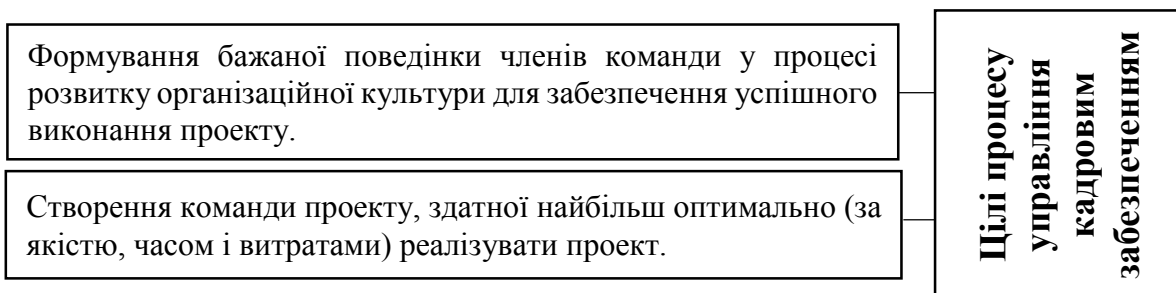 Формування бажаної поведінки членів команди у процесі
розвитку організаційної культури для забезпечення успішного
виконання проекту.
Створення команди проекту, здатної найбільш оптимально (за
якістю, часом і витратами) реалізувати проект.
Цілі процесу
управління
кадровим
забезпеченням